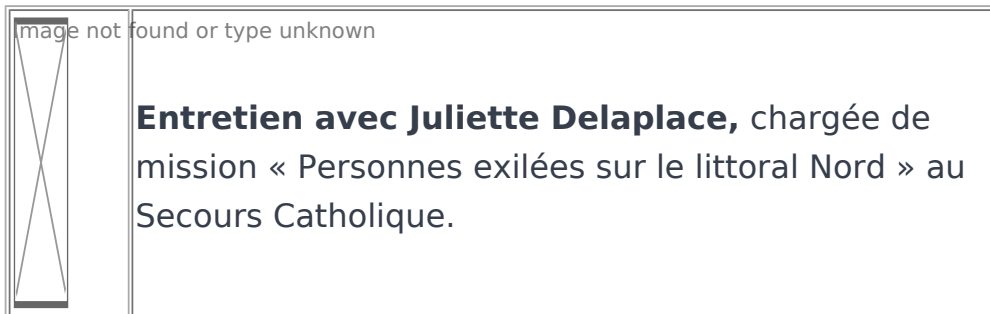 Image not found or type unknown
Entretien avec Juliette Delaplace, chargée de
mission « Personnes exilées sur le littoral Nord » au
Secours Catholique.